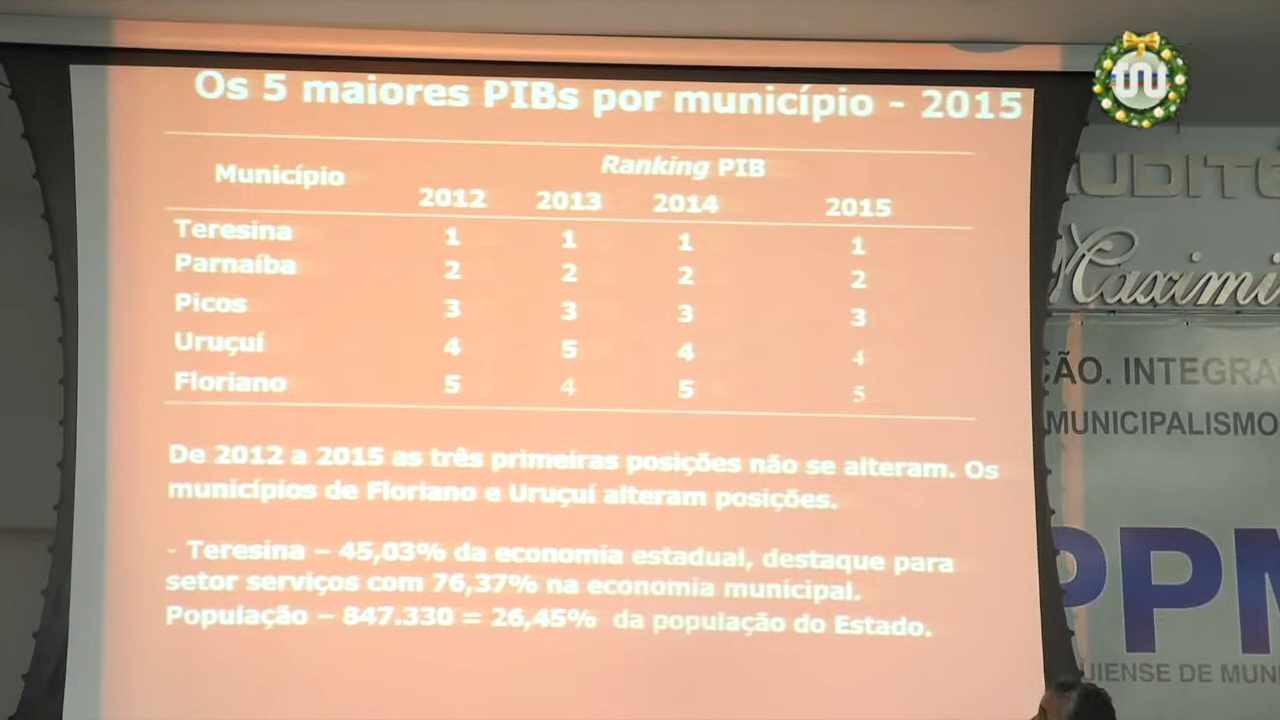 Os 5 maiores PIBs por município - 2015
Município
Ranking PIB
2012 2013 2014 2015
Teresina 1 1 1 1
Parnaíba 2 2 2 2
Picos 3 3 3 3
Uruçuí 4 5 4 4
Floriano 5 4 5 5
De 2012 a 2015 as três primeiras posições não se alteram. Os
municípios de Floriano e Uruçuí alteram posições.
- Teresina – 45,03% da economia estadual, destaque para
setor serviços com 76,37% na economia municipal.
População – 847.330 = 26,45% da população do Estado.
AUDITÓ
Maximi
ÇÃO. INTEGRA
MUNICIPALISMO
PPM
UIENSE DE MUNI